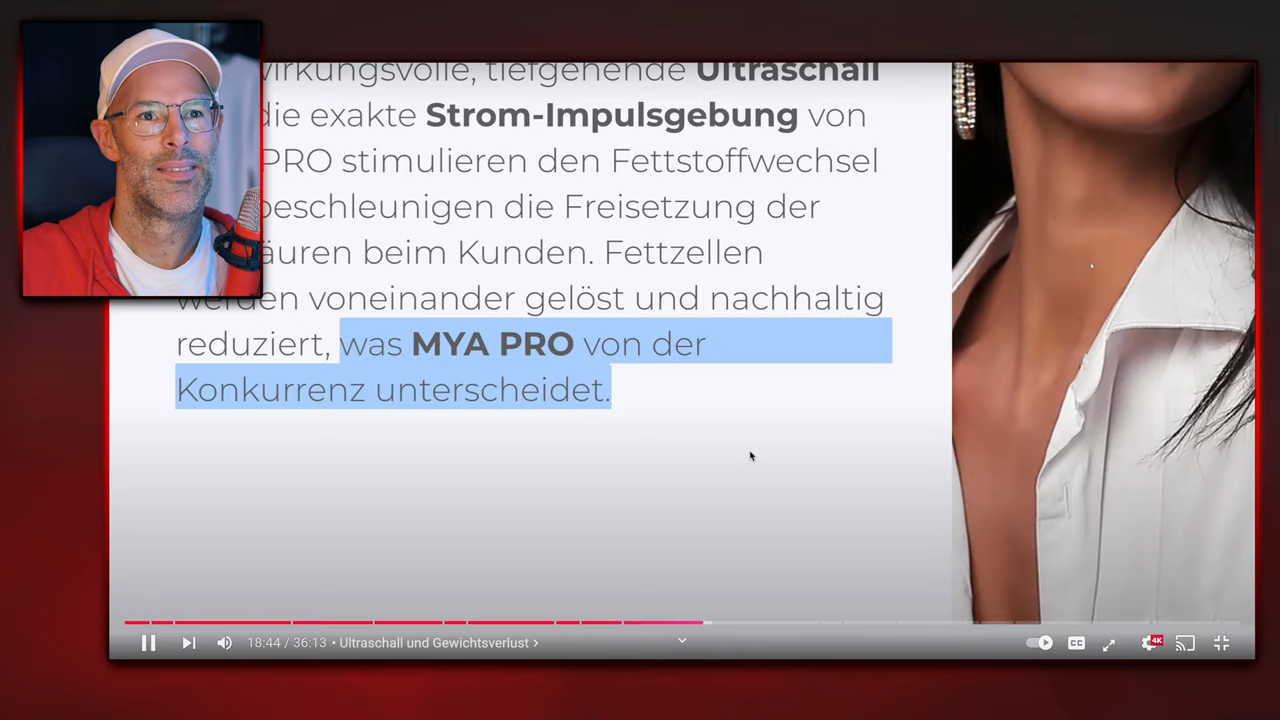 wirkungsvolle, tiefgehende Ultraschall
die exakte Strom-Impulsgebung von
PRO stimulieren den Fettstoffwechsel
beschleunigen die Freisetzung der
äuren beim Kunden. Fettzellen
werden voneinander gelöst und nachhaltig
reduziert, was MYA PRO von der
Konkurrenz unterscheidet.
18:44 / 36:13 • Ultraschall und Gewichtsverlust >
CC
4K